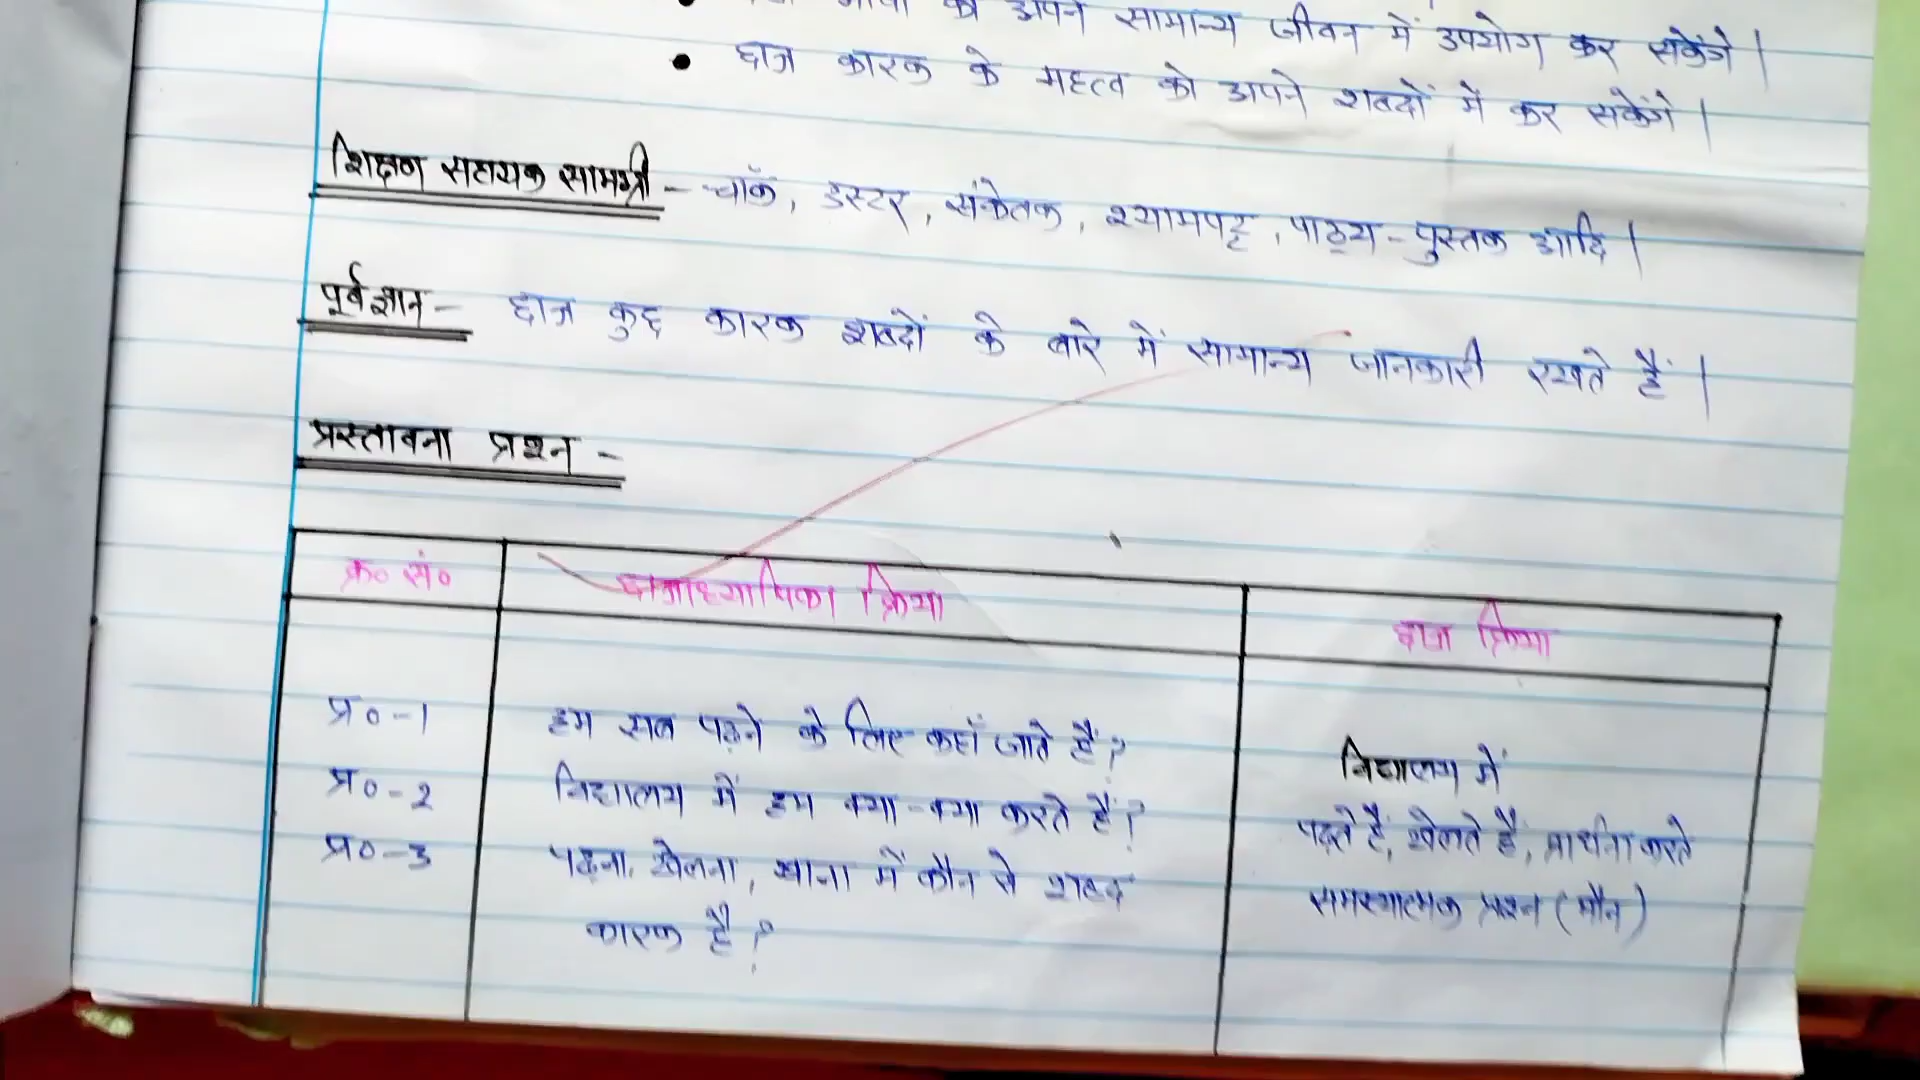 को अपने सामान्य जीवन में उपयोग कर सकेंगे |
• छात्र कारक के महत्व को अपने शब्दों में कर सकेंगे |
शिक्षण सहायक सामग्री - चॉक, डस्टर, संकेतक, श्यामपट्ट, पाठ्य-पुस्तक आदि |
पूर्वज्ञान - छात्र कुछ कारक शब्दों के बारे में सामान्य जानकारी रखते हैं |
प्रस्तावना प्रश्न -
क्र० सं० छात्राध्यापिका क्रिया छात्र क्रिया
प्र०-1 हम सब पढ़ने के लिए कहाँ जाते हैं? विद्यालय में
प्र०-2 विद्यालय में हम क्या-क्या करते हैं? पढ़ते हैं, खेलते हैं, प्रार्थना करते
प्र०-3 पढ़ना, खेलना, खाना में कौन से शब्द समस्यात्मक प्रश्न (मौन)
कारक है?